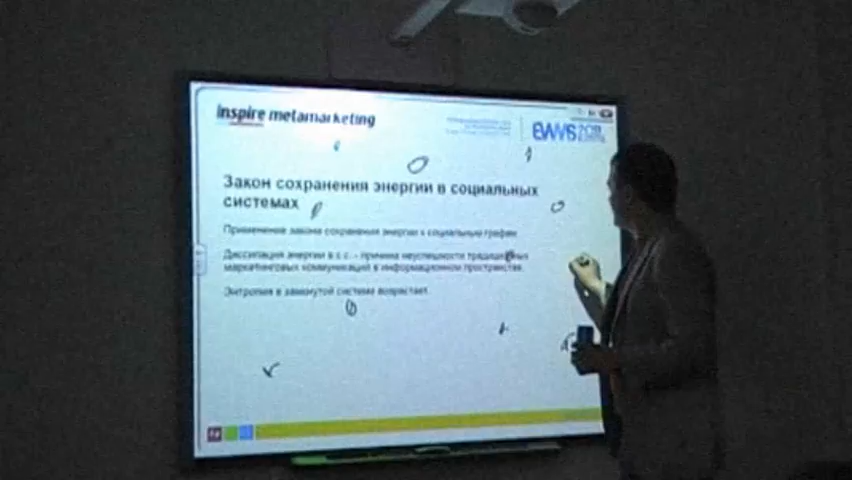 inspire metamarketing
Закон сохранения энергии в социальных
системах
Применение закона сохранения энергии к социальным графам
Диссипация энергии в с.с. - причина неуспешности традиционных
маркетинговых коммуникаций в информационном пространстве.
Энтропия в замкнутой системе возрастает.